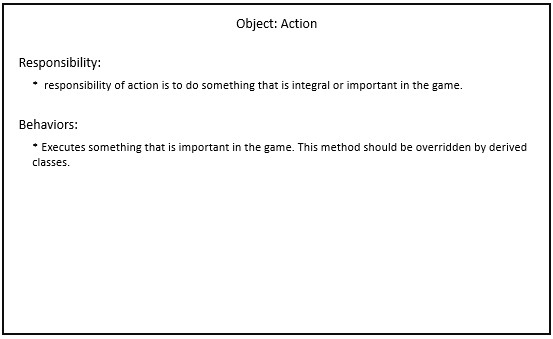 Object: Action
Responsibility:
* responsibility of action is to do something that is integral or important in the game.
Behaviors:
* Executes something that is important in the game. This method should be overridden by derived
classes.